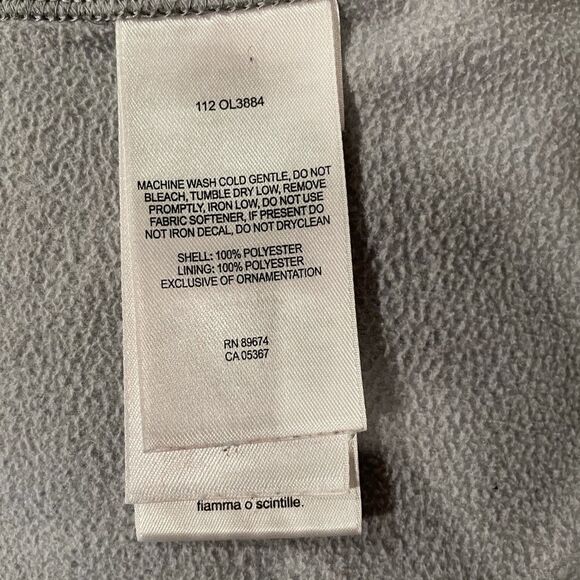 112 OL3884
MACHINE WASH COLD GENTLE, DO NOT
BLEACH, TUMBLE DRY LOW, REMOVE
PROMPTLY, IRON LOW, DO NOT USE
FABRIC SOFTENER, IF PRESENT DO
NOT IRON DECAL, DO NOT DRYCLEAN
SHELL: 100% POLYESTER
LINING: 100% POLYESTER
EXCLUSIVE OF ORNAMENTATION
RN 89674
CA 05367
fiamma o scintille.